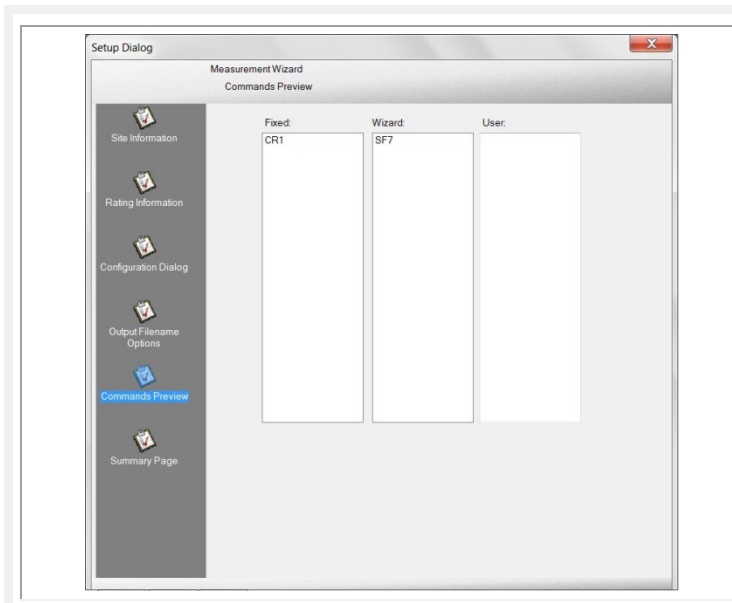 Setup Dialog
X
Measurement Wizard
Commands Preview
Site Information
Rating Information
Configuration Dialog
Output Filename
Options
Commands Preview
Summary Page
Fixed:
CR1
Wizard:
SF7
User: